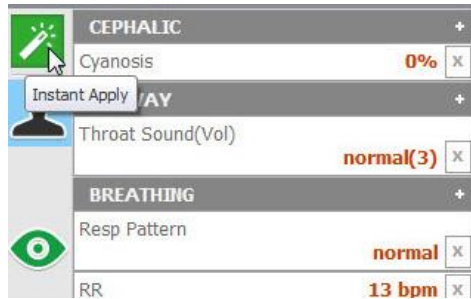 CEPHALIC +
Cyanosis 0% x
Instant Apply
WAY +
Throat Sound(Vol)
normal(3) x
BREATHING +
Resp Pattern
normal x
RR 13 bpm x